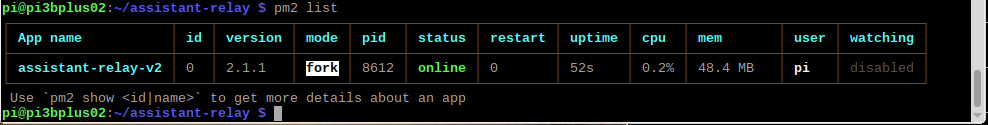 pi@pi3bplus02:~/assistant-relay $ pm2 list
App name id version mode pid status restart uptime cpu mem user watching
assistant-relay-v2 0 2.1.1 fork 8612 online 0 52s 0.2% 48.4 MB pi disabled
Use `pm2 show <id|name>` to get more details about an app
pi@pi3bplus02:~/assistant-relay $